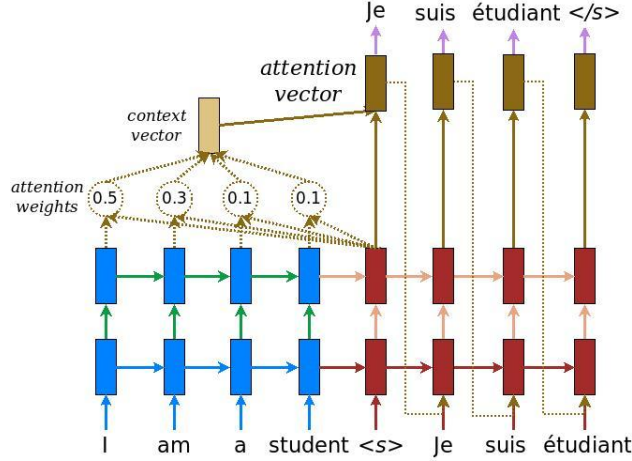 Je suis étudiant </s>
attention
vector
context
vector
attention
weights
0.5 0.3 0.1 0.1
I am a student <s> Je suis étudiant